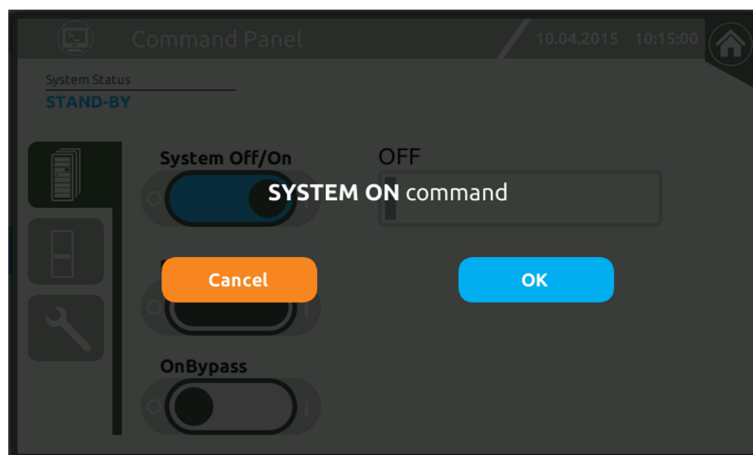 Command Panel
10.04.2015 10:15:00
System Status
STAND-BY
System Off/On
OFF
SYSTEM ON command
Cancel
OK
OnBypass